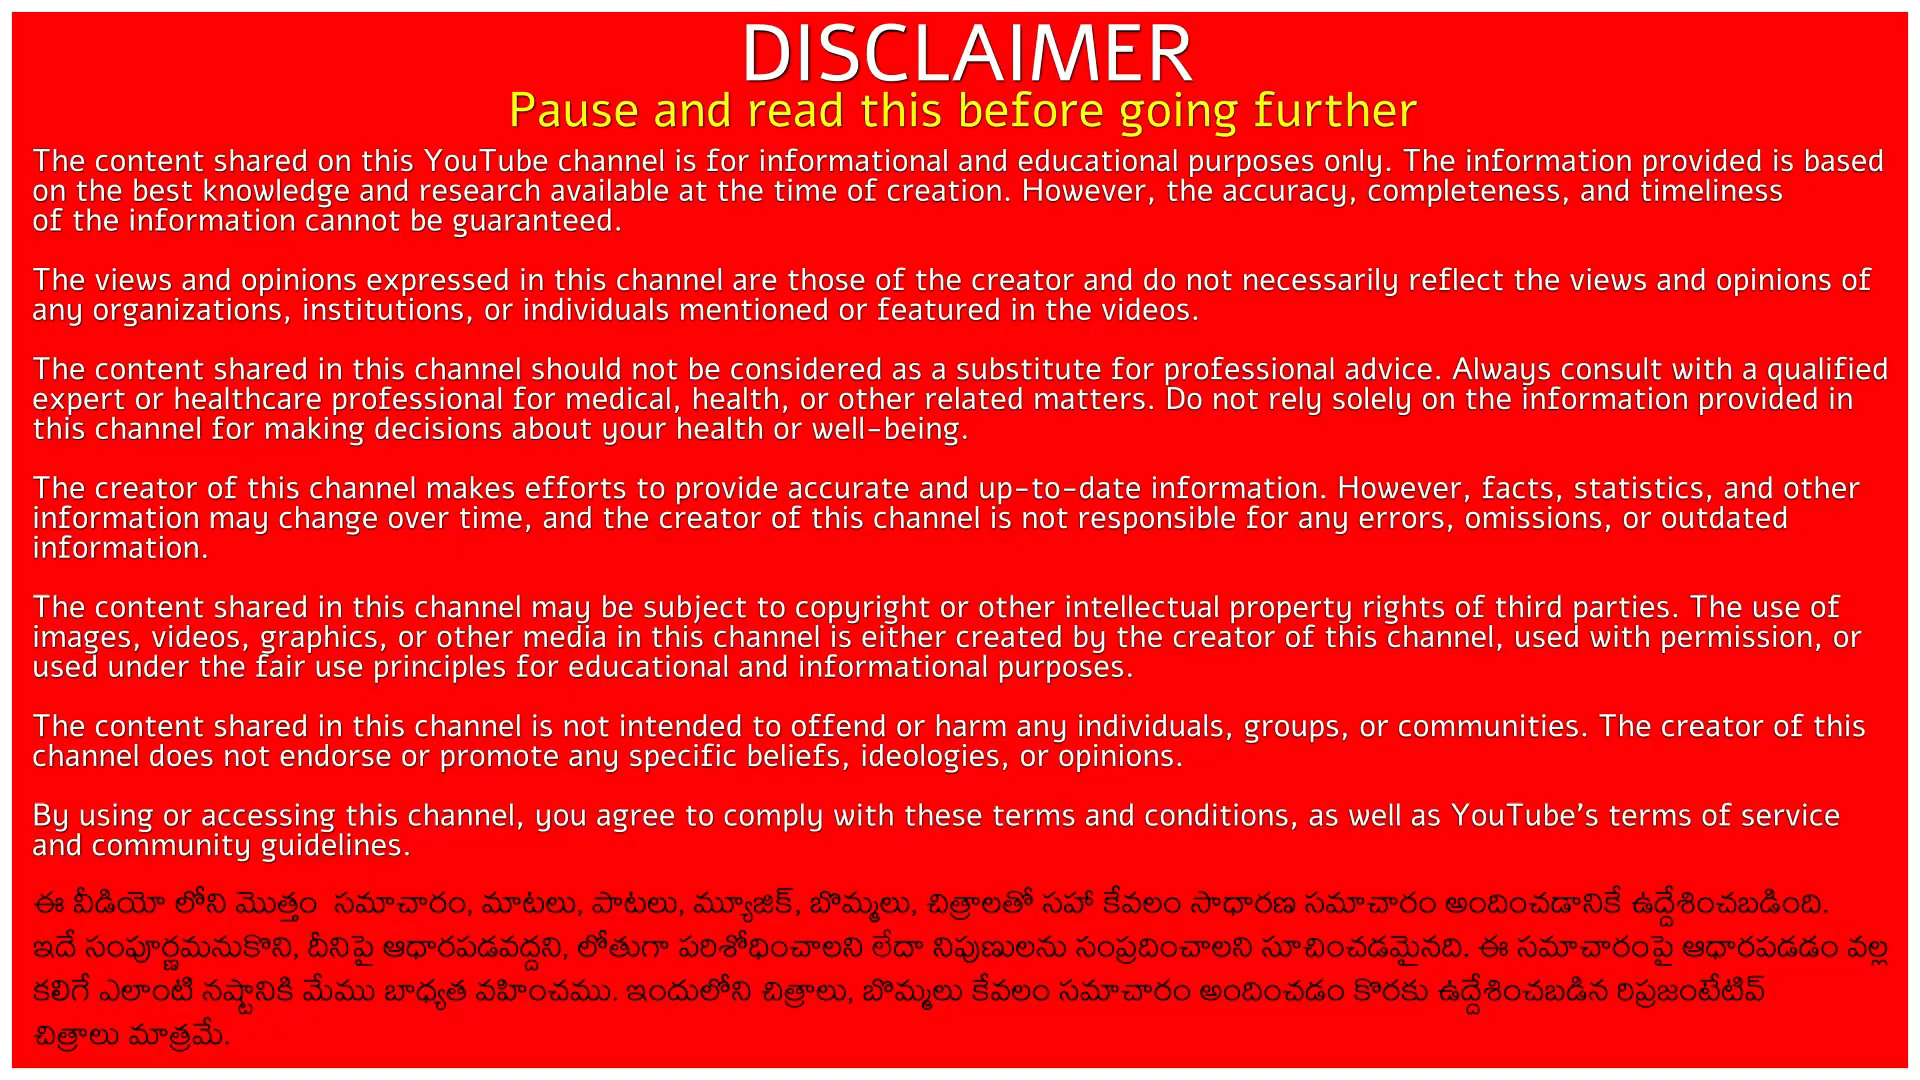 DISCLAIMER
Pause and read this before going further
The content shared on this YouTube channel is for informational and educational purposes only. The information provided is based
on the best knowledge and research available at the time of creation. However, the accuracy, completeness, and timeliness
of the information cannot be guaranteed.
The views and opinions expressed in this channel are those of the creator and do not necessarily reflect the views and opinions of
any organizations, institutions, or individuals mentioned or featured in the videos.
The content shared in this channel should not be considered as a substitute for professional advice. Always consult with a qualified
expert or healthcare professional for medical, health, or other related matters. Do not rely solely on the information provided in
this channel for making decisions about your health or well-being.
The creator of this channel makes efforts to provide accurate and up-to-date information. However, facts, statistics, and other
information may change over time, and the creator of this channel is not responsible for any errors, omissions, or outdated
information.
The content shared in this channel may be subject to copyright or other intellectual property rights of third parties. The use of
images, videos, graphics, or other media in this channel is either created by the creator of this channel, used with permission, or
used under the fair use principles for educational and informational purposes.
The content shared in this channel is not intended to offend or harm any individuals, groups, or communities. The creator of this
channel does not endorse or promote any specific beliefs, ideologies, or opinions.
By using or accessing this channel, you agree to comply with these terms and conditions, as well as YouTube's terms of service
and community guidelines.
ఈ వీడియో లోని మొత్తం సమాచారం, మాటలు, పాటలు, మ్యూజిక్, బొమ్మలు, చిత్రాలతో సహా కేవలం సాధారణ సమాచారం అందించడానికే ఉద్దేశించబడింది.
ఇదే సంపూర్ణమనుకొని, దీనిపై ఆధారపడవద్దని, లోతుగా పరిశోధించాలని లేదా నిపుణులను సంప్రదించాలని సూచించడమైనది. ఈ సమాచారంపై ఆధారపడడం వల్ల
కలిగే ఎలాంటి నష్టానికి మేము బాధ్యత వహించము. ఇందులోని చిత్రాలు, బొమ్మలు కేవలం సమాచారం అందించడం కొరకు ఉద్దేశించబడిన రిప్రజంటేటివ్
చిత్రాలు మాత్రమే.